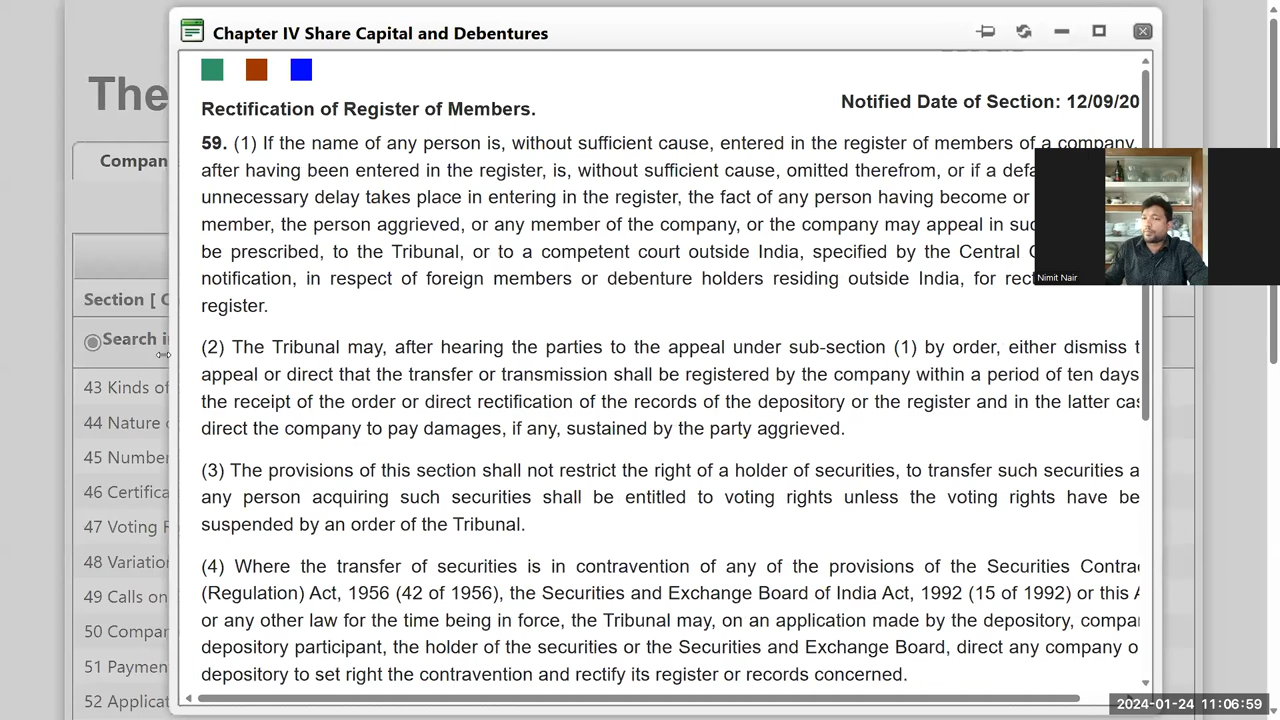 Chapter IV Share Capital and Debentures
The
Compan
Section [ C
Search i
43 Kinds of
44 Nature
45 Number
46 Certifica
47 Voting R
48 Variatio
49 Calls on
50 Compar
51 Paymen
52 Applicat
Rectification of Register of Members.
Notified Date of Section: 12/09/20
59. (1) If the name of any person is, without sufficient cause, entered in the register of members of a company,
after having been entered in the register, is, without sufficient cause, omitted therefrom, or if a defa
unnecessary delay takes place in entering in the register, the fact of any person having become or
member, the person aggrieved, or any member of the company, or the company may appeal in suc
be prescribed, to the Tribunal, or to a competent court outside India, specified by the Central
notification, in respect of foreign members or debenture holders residing outside India, for rect
register.
(2) The Tribunal may, after hearing the parties to the appeal under sub-section (1) by order, either dismiss t
appeal or direct that the transfer or transmission shall be registered by the company within a period of ten days
the receipt of the order or direct rectification of the records of the depository or the register and in the latter cas
direct the company to pay damages, if any, sustained by the party aggrieved.
(3) The provisions of this section shall not restrict the right of a holder of securities, to transfer such securities a
any person acquiring such securities shall be entitled to voting rights unless the voting rights have be
suspended by an order of the Tribunal.
(4) Where the transfer of securities is in contravention of any of the provisions of the Securities Contra
(Regulation) Act, 1956 (42 of 1956), the Securities and Exchange Board of India Act, 1992 (15 of 1992) or this A
or any other law for the time being in force, the Tribunal may, on an application made by the depository, compar
depository participant, the holder of the securities or the Securities and Exchange Board, direct any company o
depository to set right the contravention and rectify its register or records concerned.
Nimit Nair
2024-01-24 11:06:59